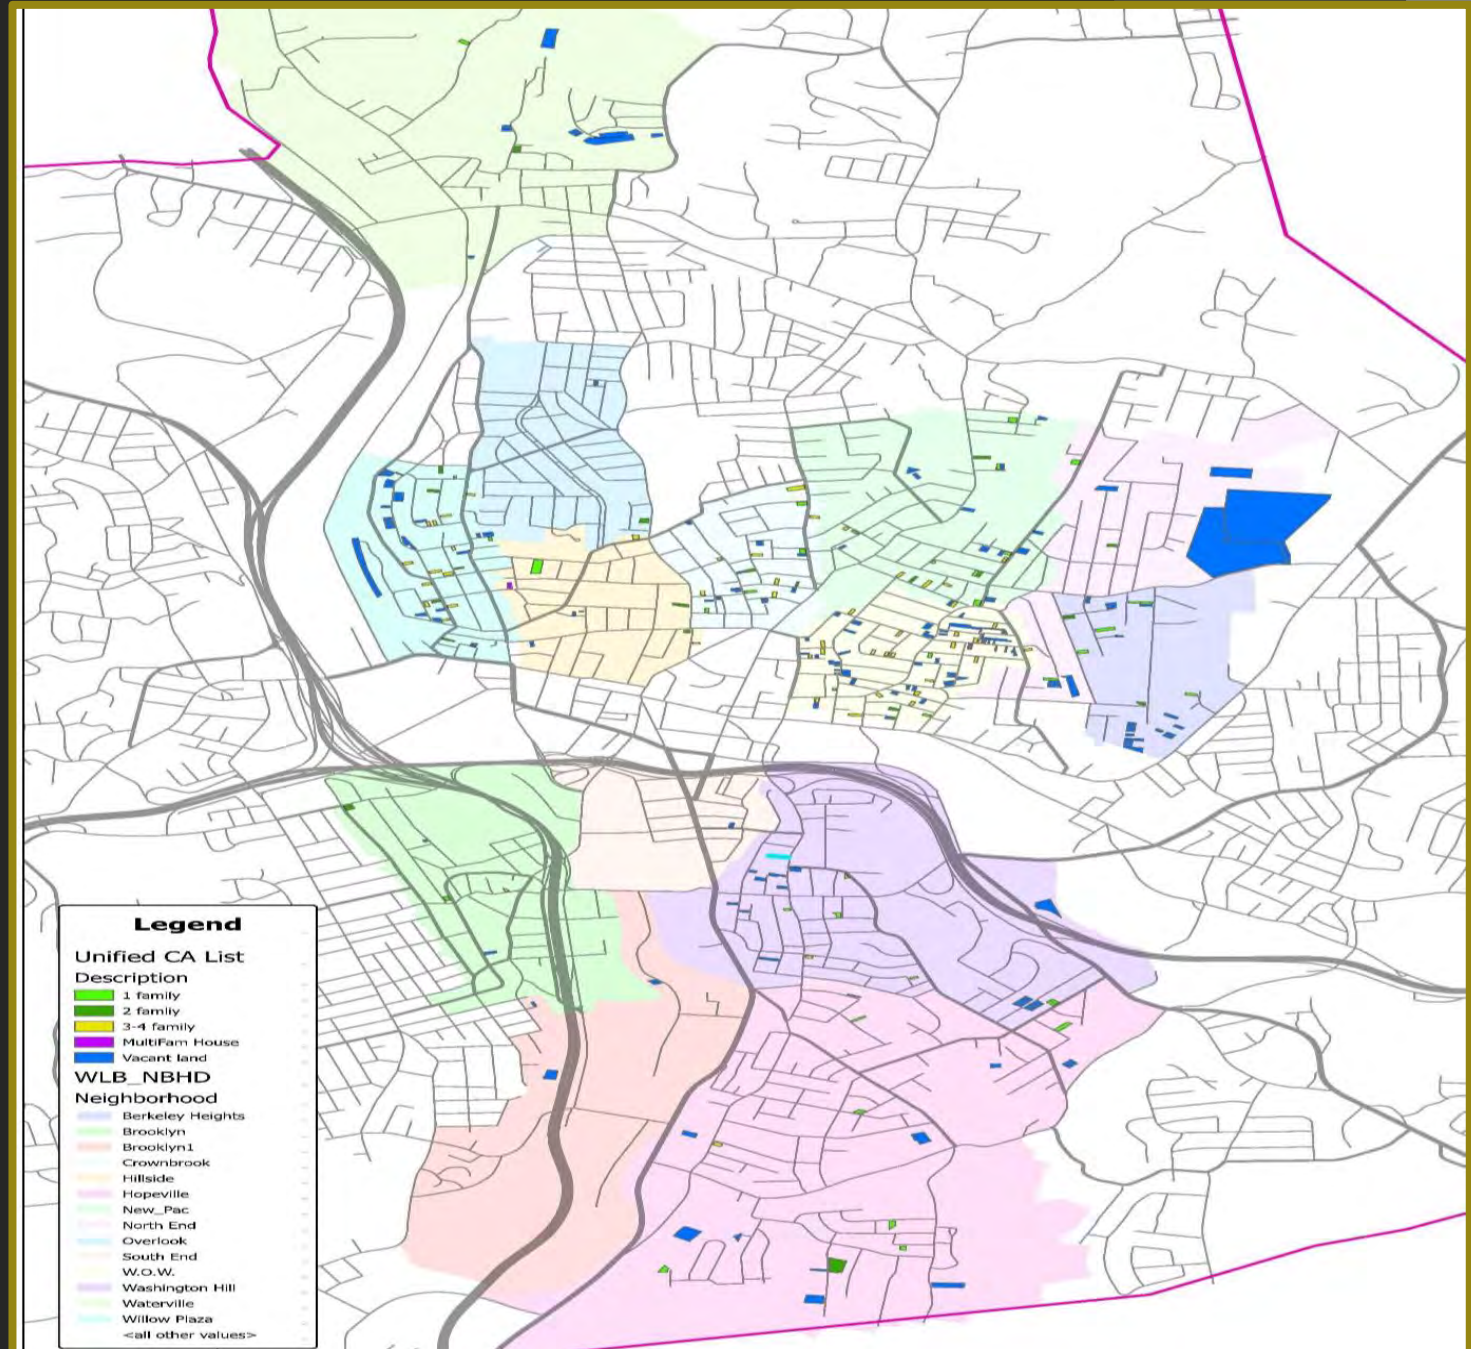 Legend
Unified CA List
Description
1 family
2 family
3-4 family
MultiFam House
Vacant land
WLB_NBHD
Neighborhood
Berkeley Heights
Brooklyn
Brooklyn1
Crownbrook
Hillside
Hopeville
New_Pac
North End
Overlook
South End
W.O.W.
Washington Hill
Waterville
Willow Plaza
<all other values>